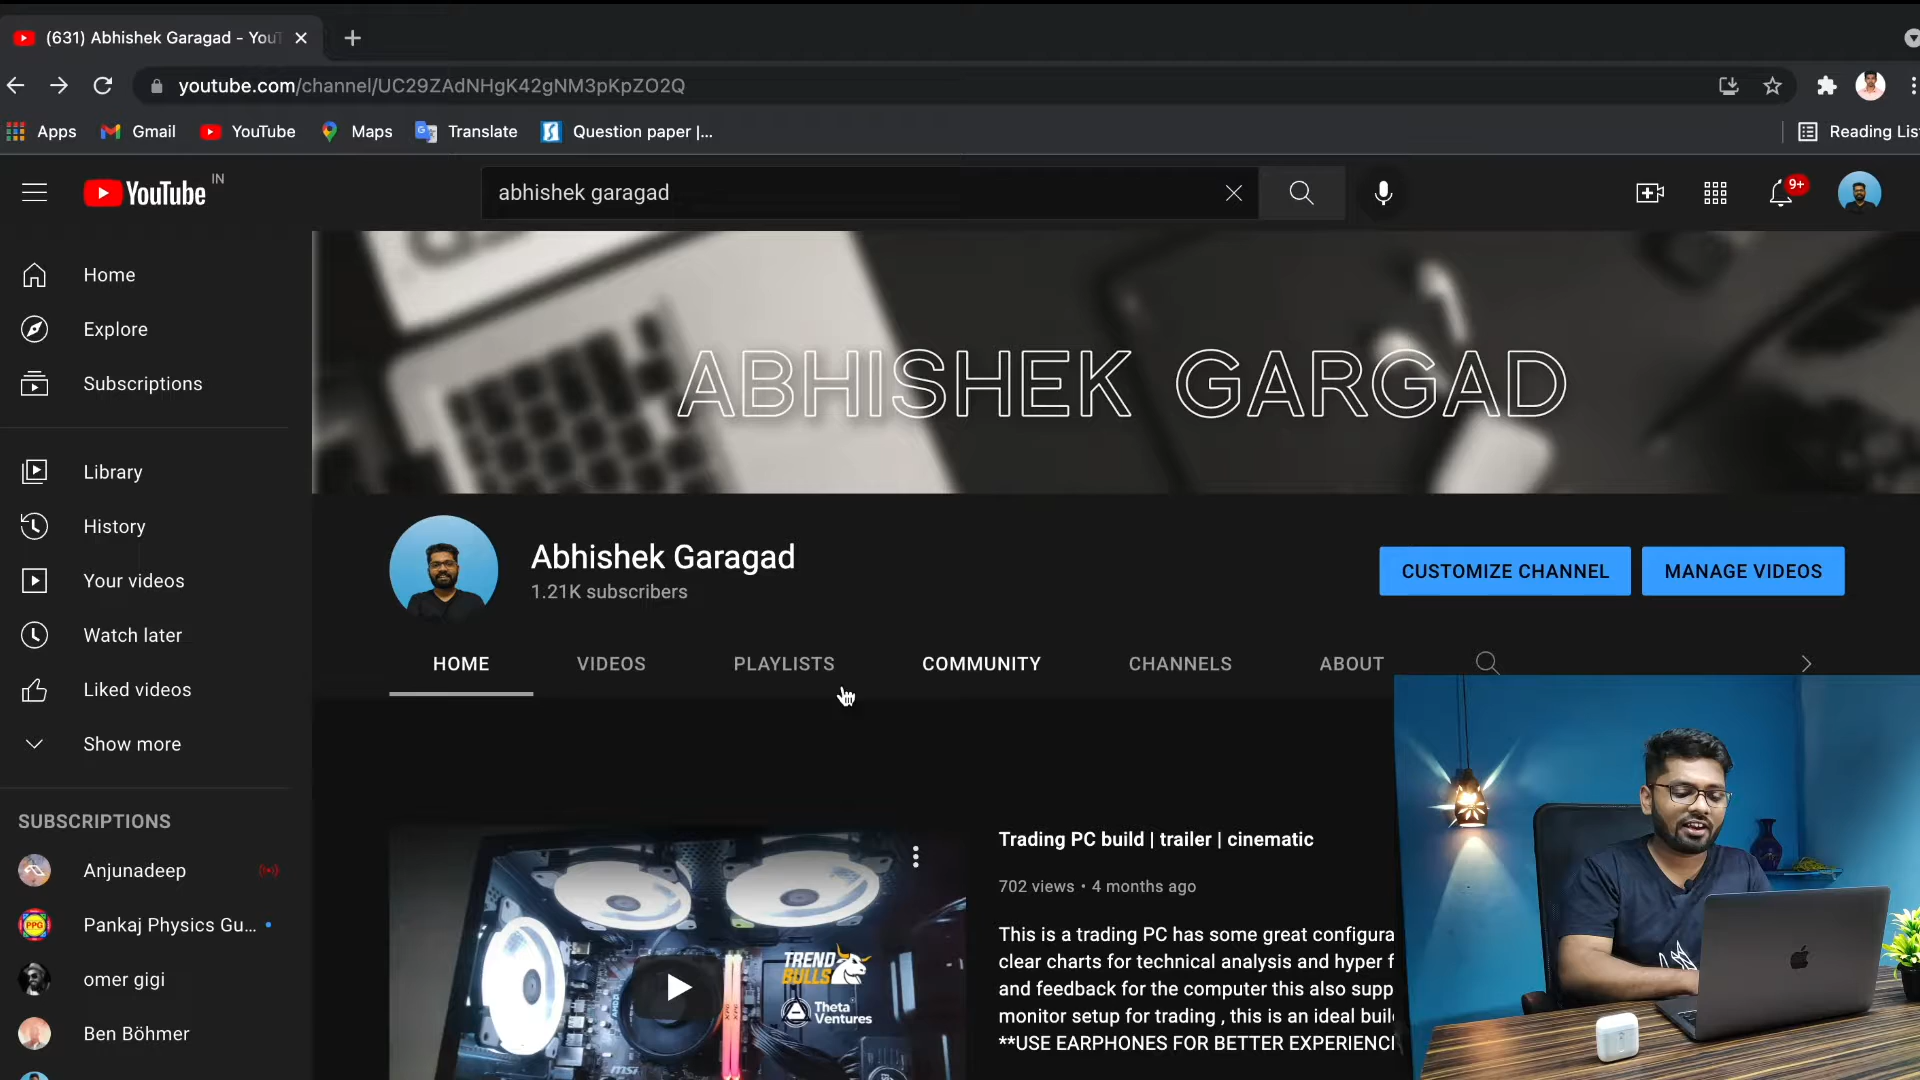 (631) Abhishek Garagad - YouT
youtube.com/channel/UC29ZAdNHgK42gNM3pKpZO2Q
Apps
Gmail
YouTube
Maps
Translate
Question paper |...
Reading Lis
YouTube IN
abhishek garagad
9+
Home
Explore
Subscriptions
Library
History
Your videos
Watch later
Liked videos
Show more
SUBSCRIPTIONS
Anjunadeep
PPG
Pankaj Physics Gu...
omer gigi
Ben Böhmer
ABHISHEK GARGAD
Abhishek Garagad
1.21K subscribers
CUSTOMIZE CHANNEL
MANAGE VIDEOS
HOME
VIDEOS
PLAYLISTS
COMMUNITY
CHANNELS
ABOUT
TREND
BULLS
Theta
Ventures
Trading PC build | trailer | cinematic
702 views • 4 months ago
This is a trading PC has some great configura
clear charts for technical analysis and hyper f
and feedback for the computer this also supp
monitor setup for trading , this is an ideal buil
**USE EARPHONES FOR BETTER EXPERIENC